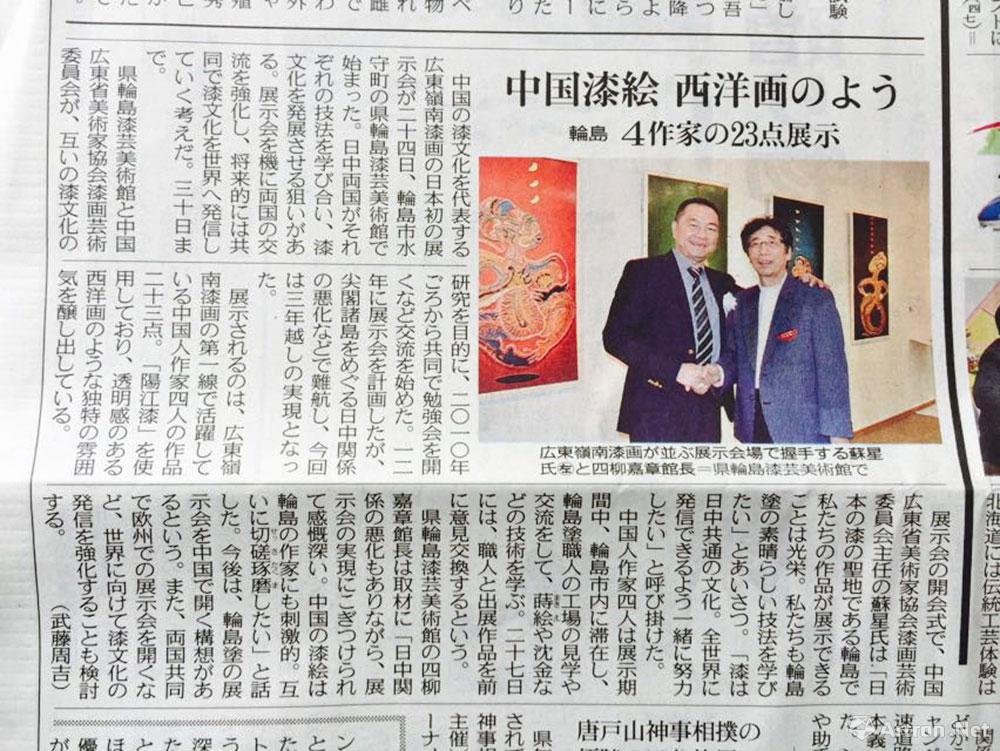 中国漆絵 西洋画のよう
輪島 4作家の23点展示
中国の漆文化を代表する
広東嶺南漆画の日本初の展
示会が二十四日、輪島市水
守町の県輪島漆芸美術館で
始まった。日中両国がそれ
ぞれの技法を学び合い、漆
文化を発展させる狙いがあ
る。展示会を機に両国の交
流を強化し、将来的には共
同で漆文化を世界へ発信し
ていく考えだ。三十日ま
で。
県輪島漆芸美術館と中国
広東省美術家協会漆画芸術
委員会が、互いの漆文化の
研究を目的に、二〇一〇年
ごろから共同で勉強会を開
くなど交流を始めた。一二
年に展示会を計画したが、
尖閣諸島をめぐる日中関係
の悪化などで難航し、今回
は三年越しの実現となっ
た。
展示されるのは、広東嶺
南漆画の第一線で活躍して
いる中国人作家四人の作品
二十三点。「陽江漆」を使
用しており、透明感のある
西洋画のような独特の雰囲
気を醸し出している。
広東嶺南漆画が並ぶ展示会場で握手する蘇星
氏左と四柳嘉章館長＝県輪島漆芸美術館で
展示会の開会式で、中国
広東省美術家協会漆画芸術
委員会主任の蘇星氏は「日
本の漆の聖地である輪島で
私たちの作品が展示できる
ことは光栄。私たちも輪島
塗の素晴らしい技法を学び
たい」とあいさつ。「漆は
日中共通の文化。全世界に
発信できるよう一緒に努力
したい」と呼び掛けた。
中国人作家四人は展示期
間中、輪島市内に滞在し、
輪島塗職人の工場の見学や
交流をして、蒔絵や沈金な
どの技術を学ぶ。二十七日
には、職人と出展作品を前
に意見交換するという。
県輪島漆芸美術館の四柳
嘉章館長は取材に「日中関
係の悪化もありながら、展
示会の実現にこぎつけられ
て感慨深い。中国の漆絵は
輪島の作家にも刺激的。互
いに切磋琢磨したい」と話
した。今後は、輪島塗の展
示会を中国で開く構想があ
るという。また、両国共同
で欧州での展示会を開くな
ど、世界に向けて漆文化の
発信を強化することも検討
する。
（武藤周吉）
唐戸山神事相撲の
北海道には伝統工芸体験
Artron.Net